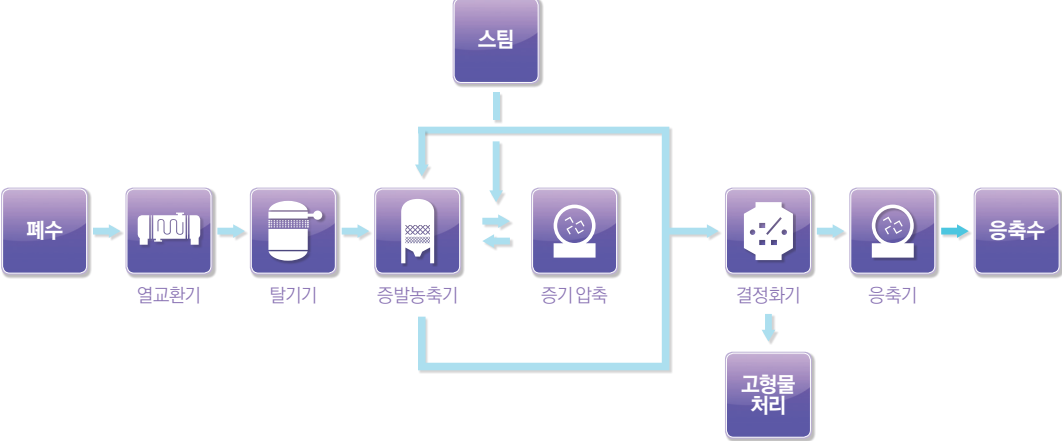 스팀
폐수
응축수
열교환기
탈기기
증발농축기
증기 압축
결정화기
응축기
고형물
처리